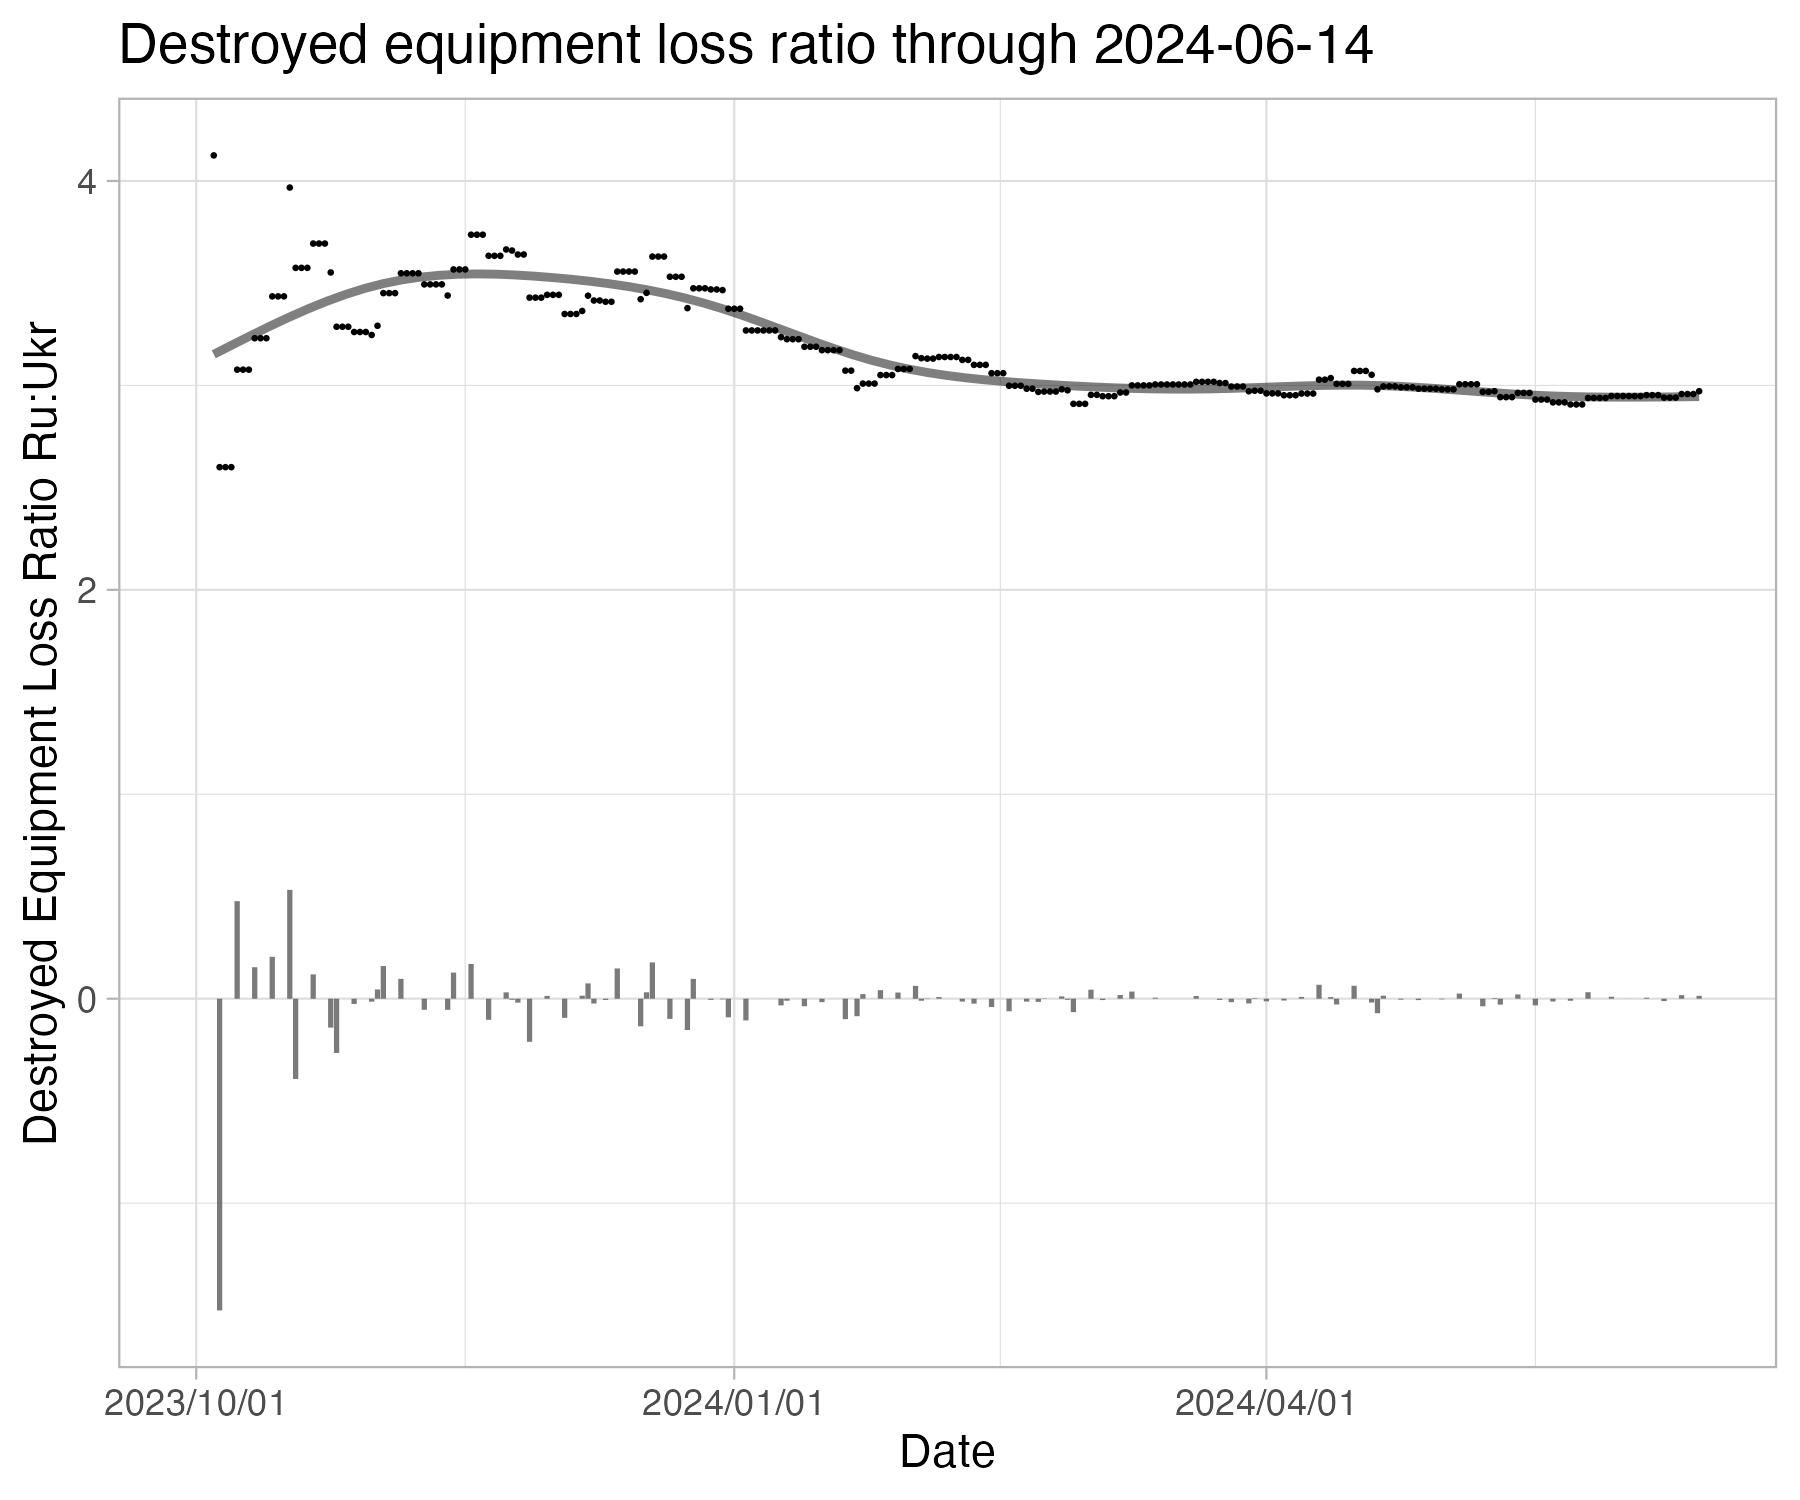 Destroyed equipment loss ratio through 2024-06-14
Destroyed Equipment Loss Ratio Ru:Ukr
4
2
0
2023/10/01
2024/01/01
2024/04/01
Date